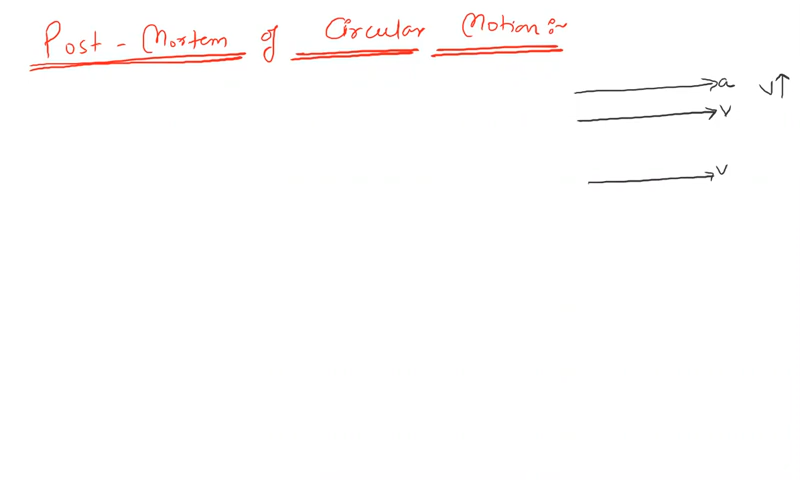 Post - Mortem of Circular Motion :~
a V↑
V
V